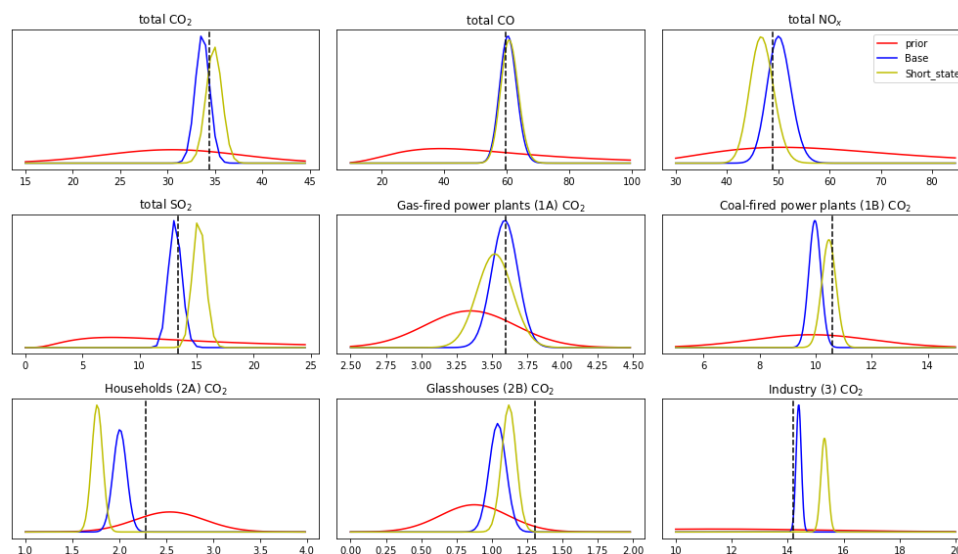 total CO₂
total CO
total NOₓ
prior
Base
Short_state
15 20 25 30 35 40 45
20 40 60 80 100
30 40 50 60 70 80
total SO₂
Gas-fired power plants (1A) CO₂
Coal-fired power plants (1B) CO₂
0 5 10 15 20 25
2.50 2.75 3.00 3.25 3.50 3.75 4.00 4.25 4.50
6 8 10 12 14
Households (2A) CO₂
Glasshouses (2B) CO₂
Industry (3) CO₂
1.0 1.5 2.0 2.5 3.0 3.5 4.0
0.00 0.25 0.50 0.75 1.00 1.25 1.50 1.75 2.00
10 12 14 16 18 20